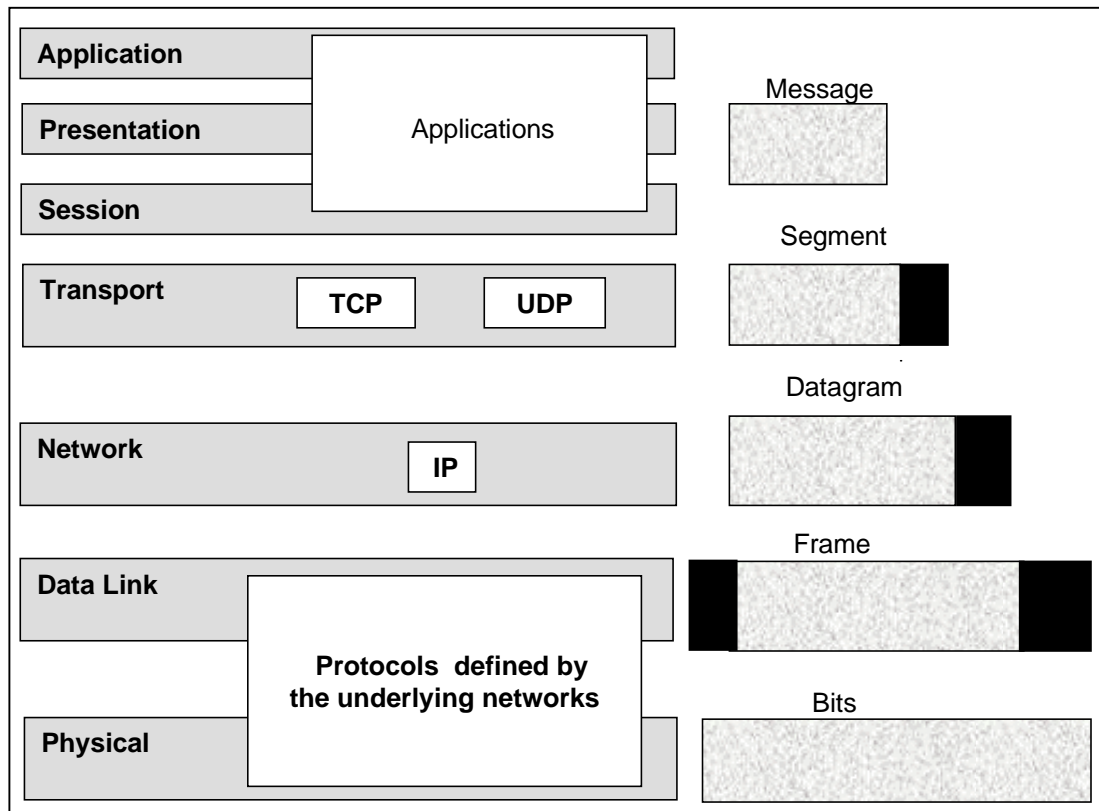 Application
Presentation
Session
Applications
Message
Transport
TCP
UDP
Segment
Network
IP
Datagram
Data Link
Frame
Protocols defined by
the underlying networks
Physical
Bits